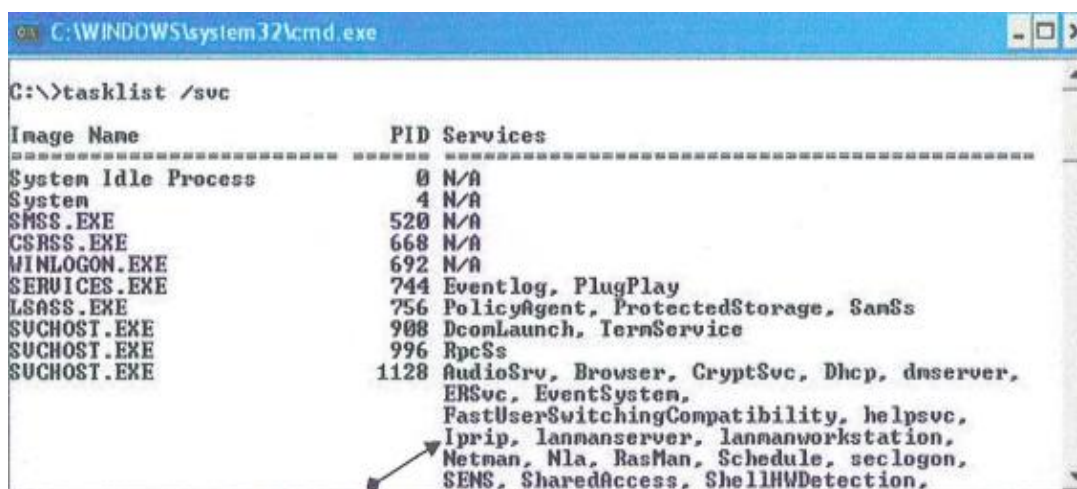 C:\WINDOWS\system32\cmd.exe
C:\>tasklist /svc
Image Name PID Services
========================= ====== =============================================
System Idle Process 0 N/A
System 4 N/A
SMSS.EXE 520 N/A
CSRSS.EXE 668 N/A
WINLOGON.EXE 692 N/A
SERVICES.EXE 744 Eventlog, PlugPlay
LSASS.EXE 756 PolicyAgent, ProtectedStorage, SamSs
SVCHOST.EXE 908 DcomLaunch, TermService
SVCHOST.EXE 996 RpcSs
SVCHOST.EXE 1128 AudioSrv, Browser, CryptSvc, Dhcp, dmserver,
ERSvc, EventSystem,
FastUserSwitchingCompatibility, helpsvc,
Iprip, lanmanserver, lanmanworkstation,
Netman, Nla, RasMan, Schedule, seclogon,
SENS, SharedAccess, ShellHWDetection,